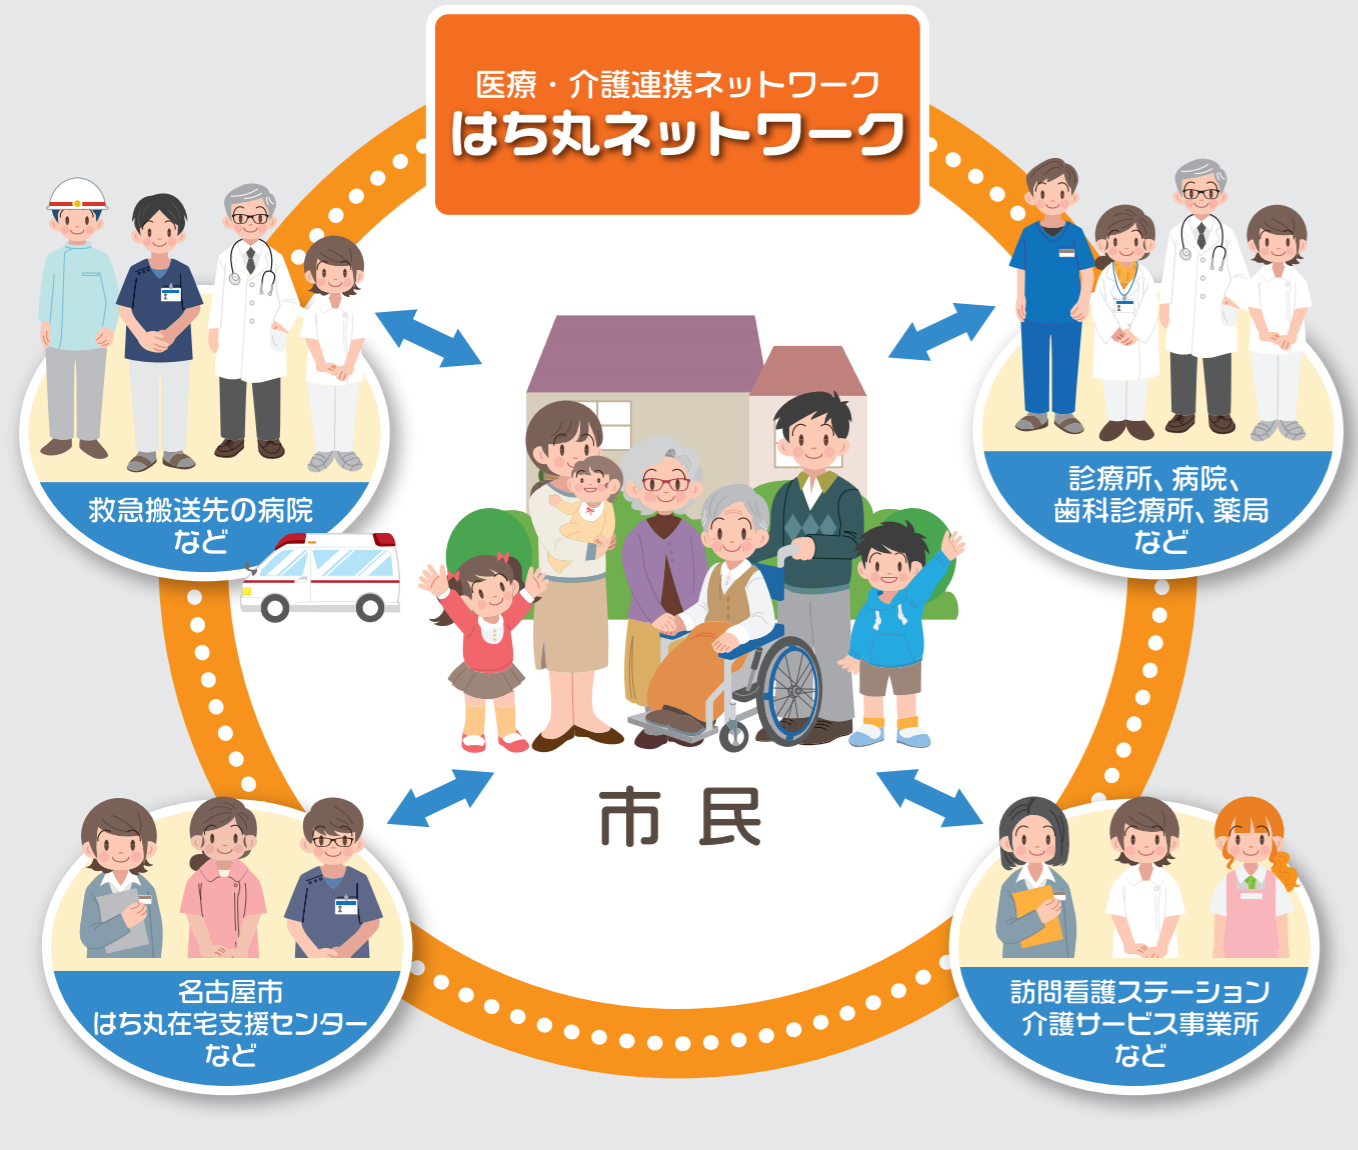 医療・介護連携ネットワーク
はち丸ネットワーク
救急搬送先の病院
など
診療所、病院、
歯科診療所、薬局
など
市民
名古屋市
はち丸在宅支援センター
など
訪問看護ステーション
介護サービス事業所
など